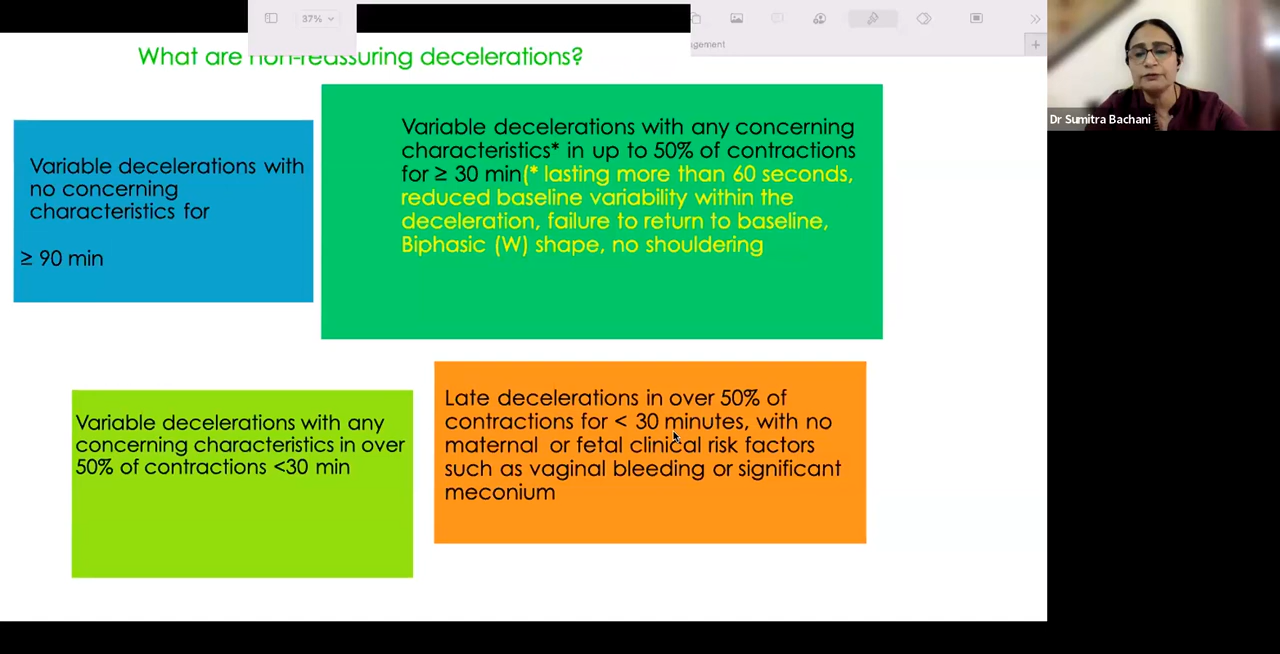 37%
agement
What are non-reassuring decelerations?
Variable decelerations with
no concerning
characteristics for
≥ 90 min
Variable decelerations with any concerning
characteristics* in up to 50% of contractions
for ≥ 30 min(* lasting more than 60 seconds,
reduced baseline variability within the
deceleration, failure to return to baseline,
Biphasic (W) shape, no shouldering
Variable decelerations with any
concerning characteristics in over
50% of contractions <30 min
Late decelerations in over 50% of
contractions for < 30 minutes, with no
maternal or fetal clinical risk factors
such as vaginal bleeding or significant
meconium
Dr Sumitra Bachani